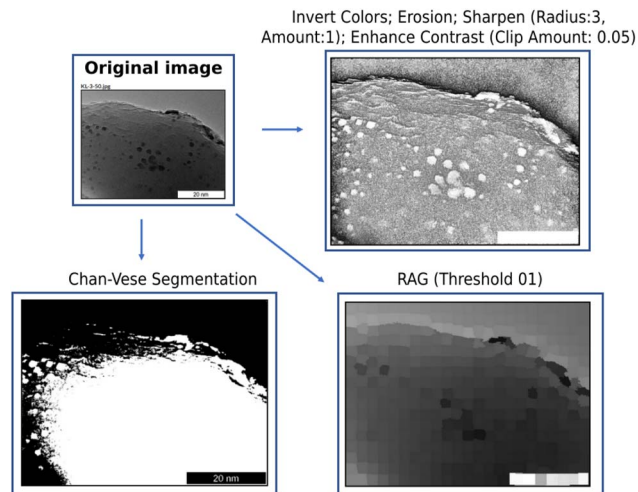 Invert Colors; Erosion; Sharpen (Radius:3,
Amount:1); Enhance Contrast (Clip Amount: 0.05)
Original image
KL-3-50.jpg
20 nm
Chan-Vese Segmentation
20 nm
RAG (Threshold 01)